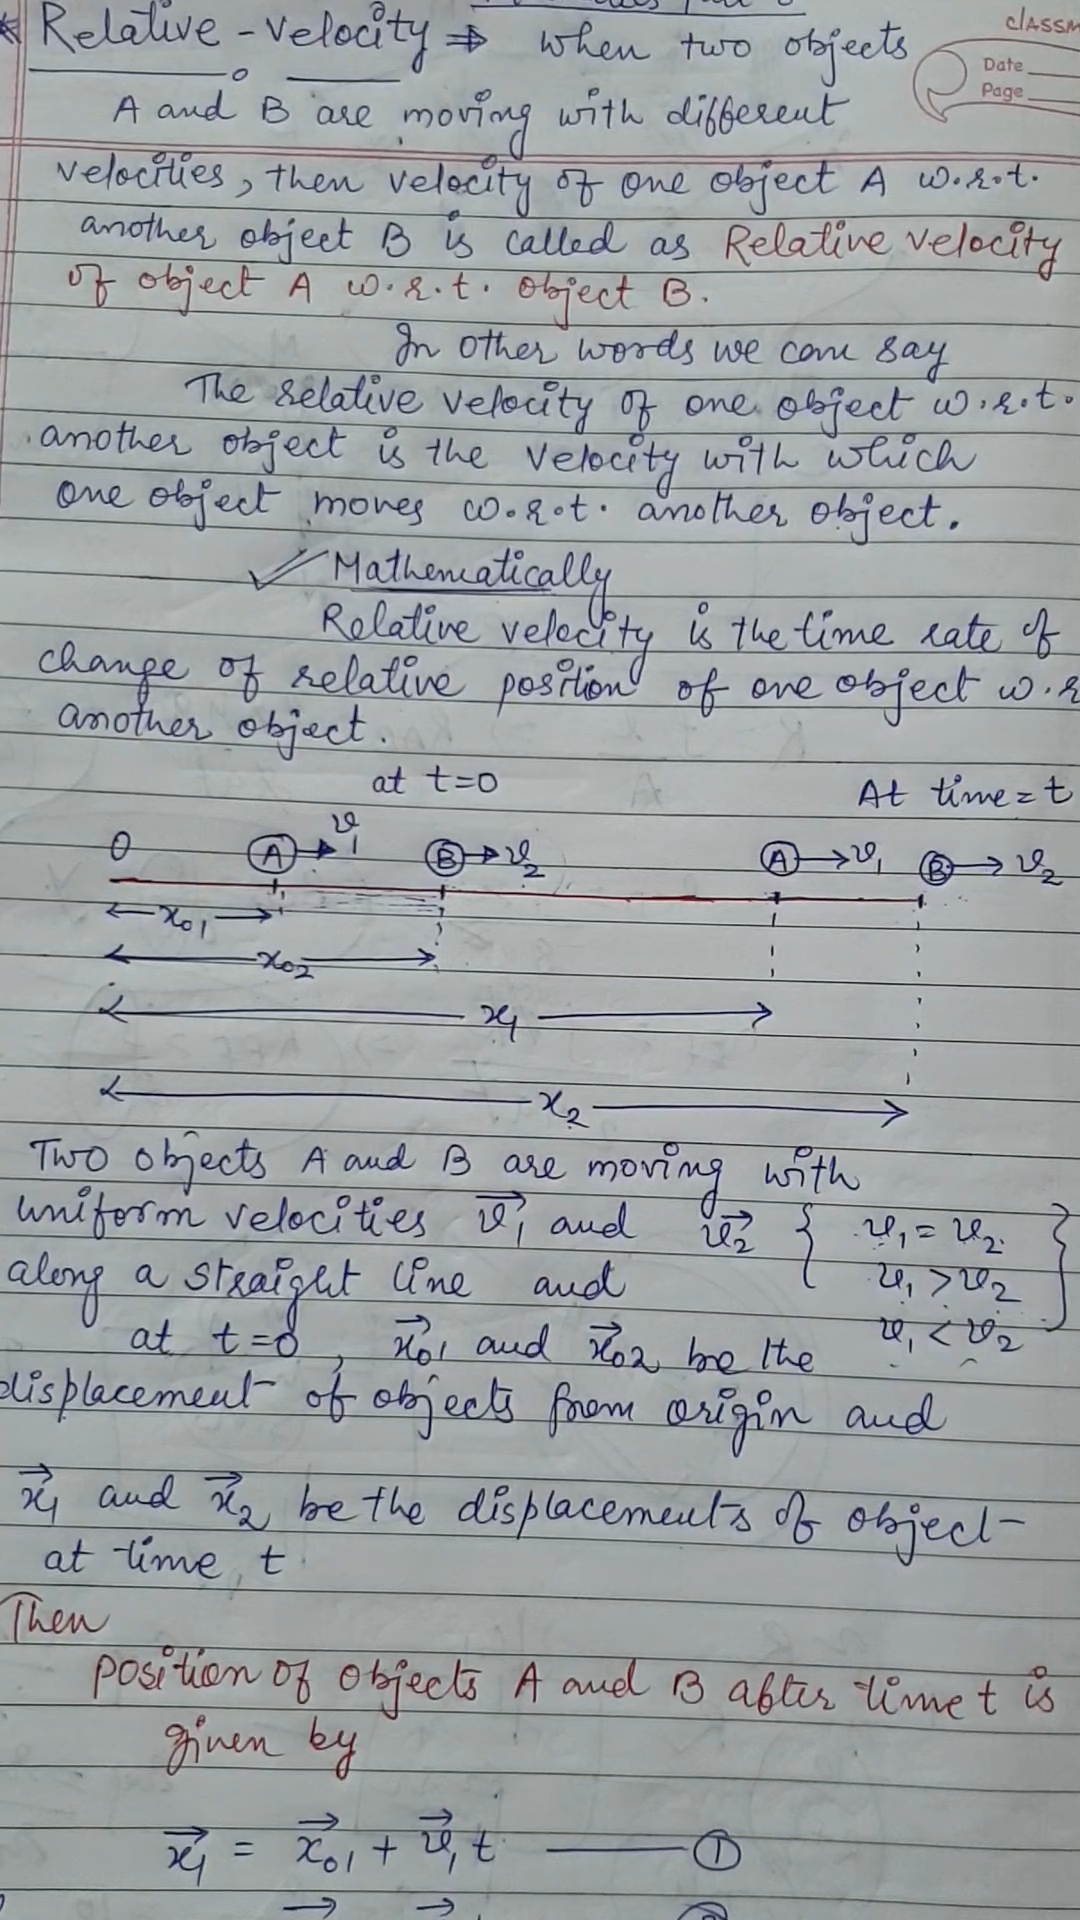 Relative-velocity ⇒ when two objects
classm
Date
Page
A and B are moving with different
velocities, then velocity of one object A w.r.t.
another object B is called as Relative velocity
of object A w.r.t. object B.
In other words we can say
The relative velocity of one object w.r.t.
another object is the velocity with which
one object moves w.r.t. another object.
Mathematically
Relative velocity is the time rate of
change of relative position of one object w.r
another object.
at t=0 At time=t
O A→v₁ B→v₂ A→v₁ B→v₂
←x₀₁→
←x₀₂→
←x₁→
←x₂→
Two objects A and B are moving with
uniform velocities v⃗₁ and v⃗₂ { v₁ = v₂ }
along a straight line and v₁ > v₂
at t=0, x⃗₀₁ and x⃗₀₂ be the v₁ < v₂
displacement of objects from origin and
x⃗₁ and x⃗₂ be the displacements of object
at time, t
Then
position of objects A and B after time t is
given by
x⃗₁ = x⃗₀₁ + v⃗₁t — ①